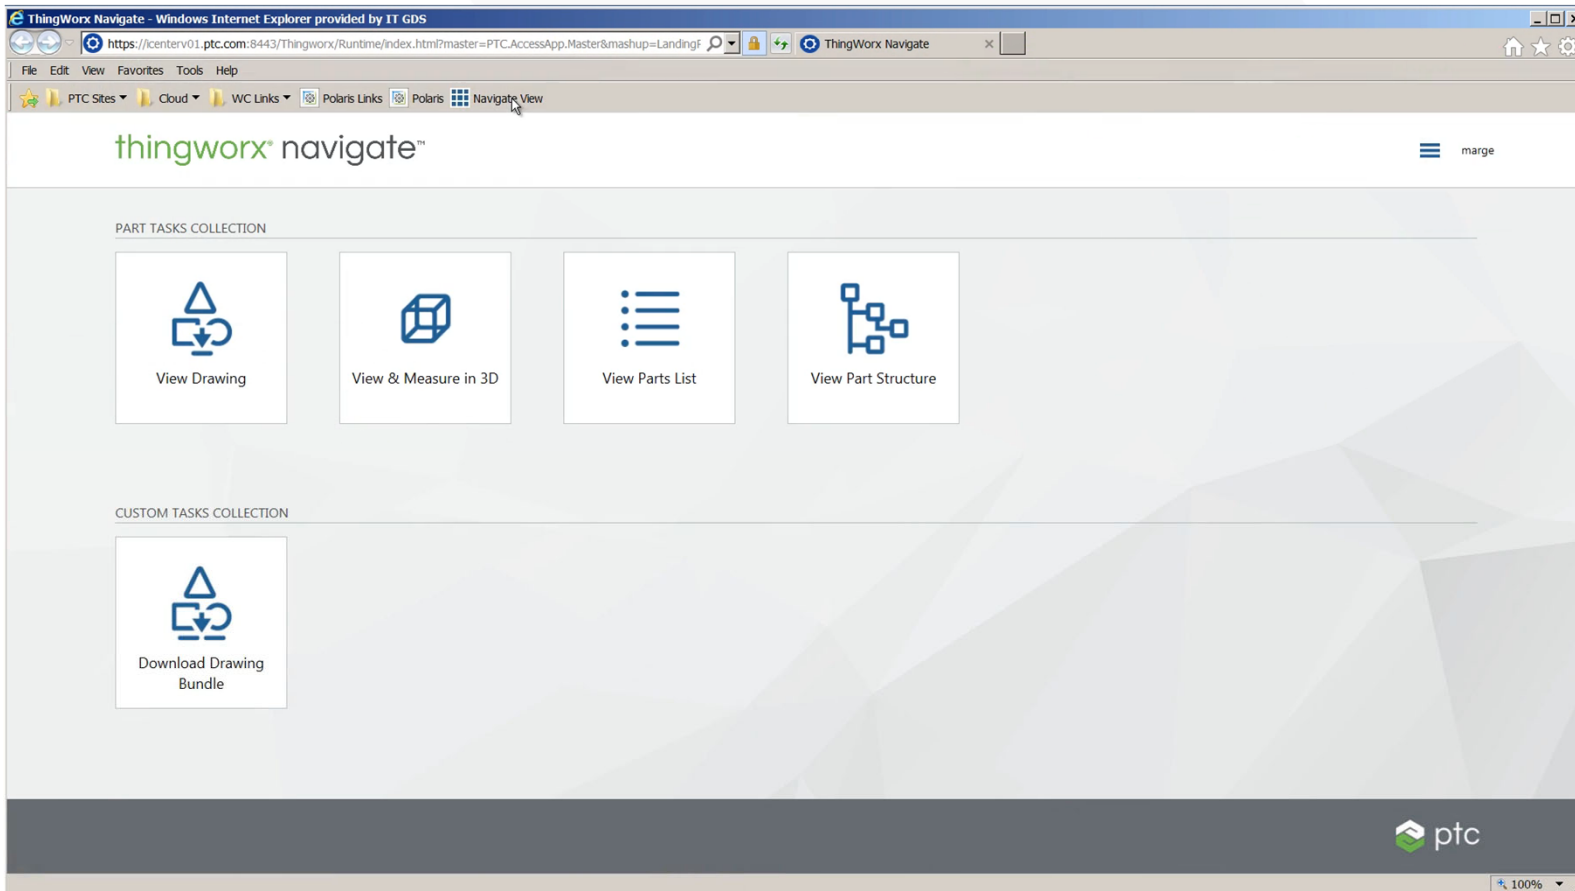 ThingWorx Navigate - Windows Internet Explorer provided by IT GDS
https://icenterv01.ptc.com:8443/Thingworx/Runtime/index.html?master=PTC.AccessApp.Master&mashup=LandingP
ThingWorx Navigate
File Edit View Favorites Tools Help
PTC Sites Cloud WC Links Polaris Links Polaris Navigate View
thingworx® navigate™
marge
PART TASKS COLLECTION
View Drawing
View & Measure in 3D
View Parts List
View Part Structure
CUSTOM TASKS COLLECTION
Download Drawing
Bundle
ptc
100%